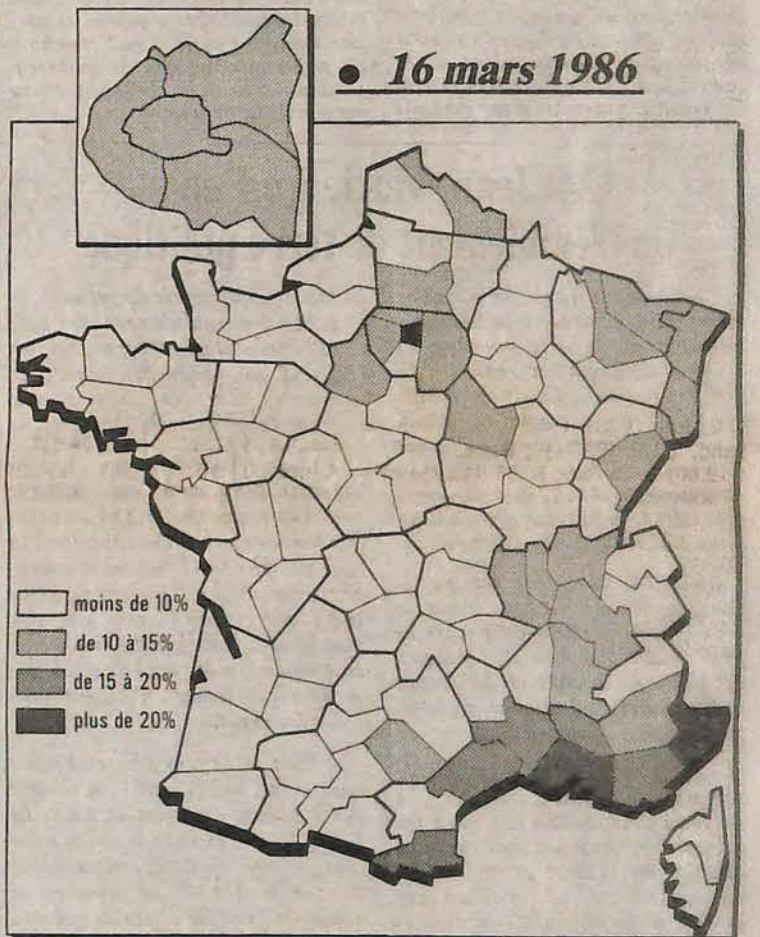 ● 16 mars 1986
moins de 10%
de 10 à 15%
de 15 à 20%
plus de 20%